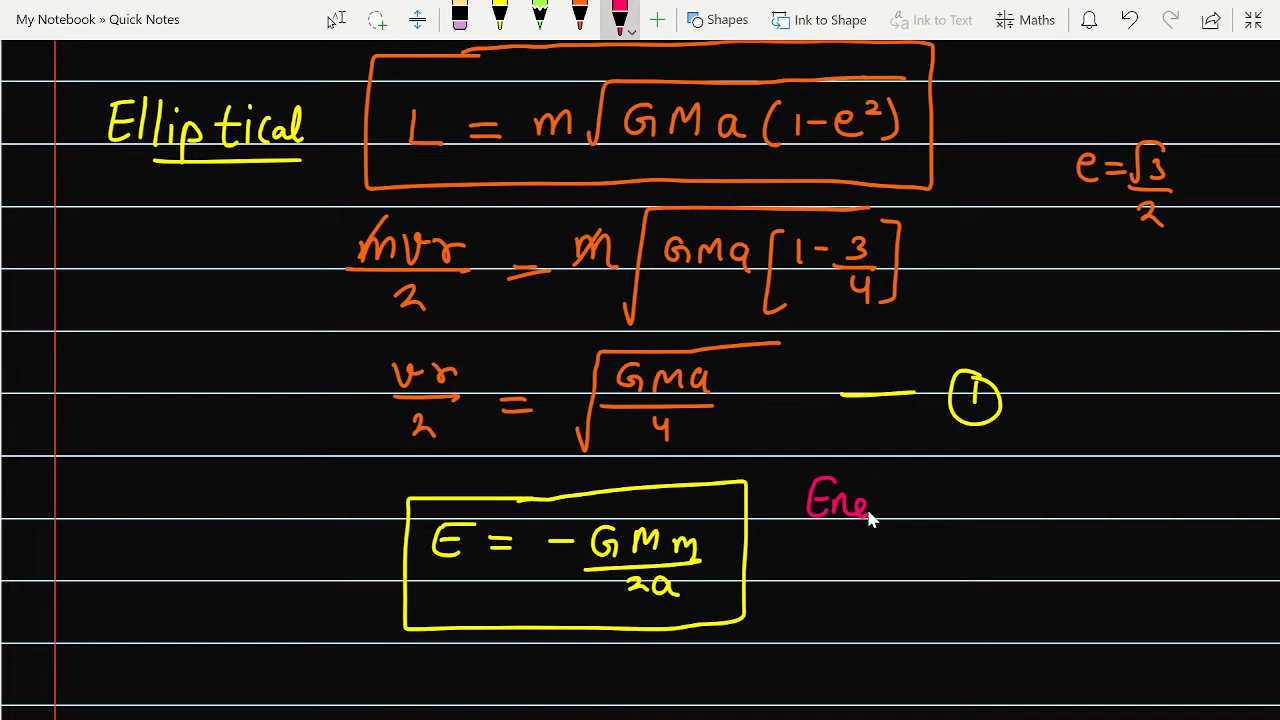 My Notebook » Quick Notes
Shapes
Ink to Shape
Ink to Text
Maths
Elliptical L = m√GMa(1-e²)
e = √3/2
mvr/2 = m√GMa[1-3/4]
vr/2 = √GMa/4 — 1
E = -GMm/2a
Ene